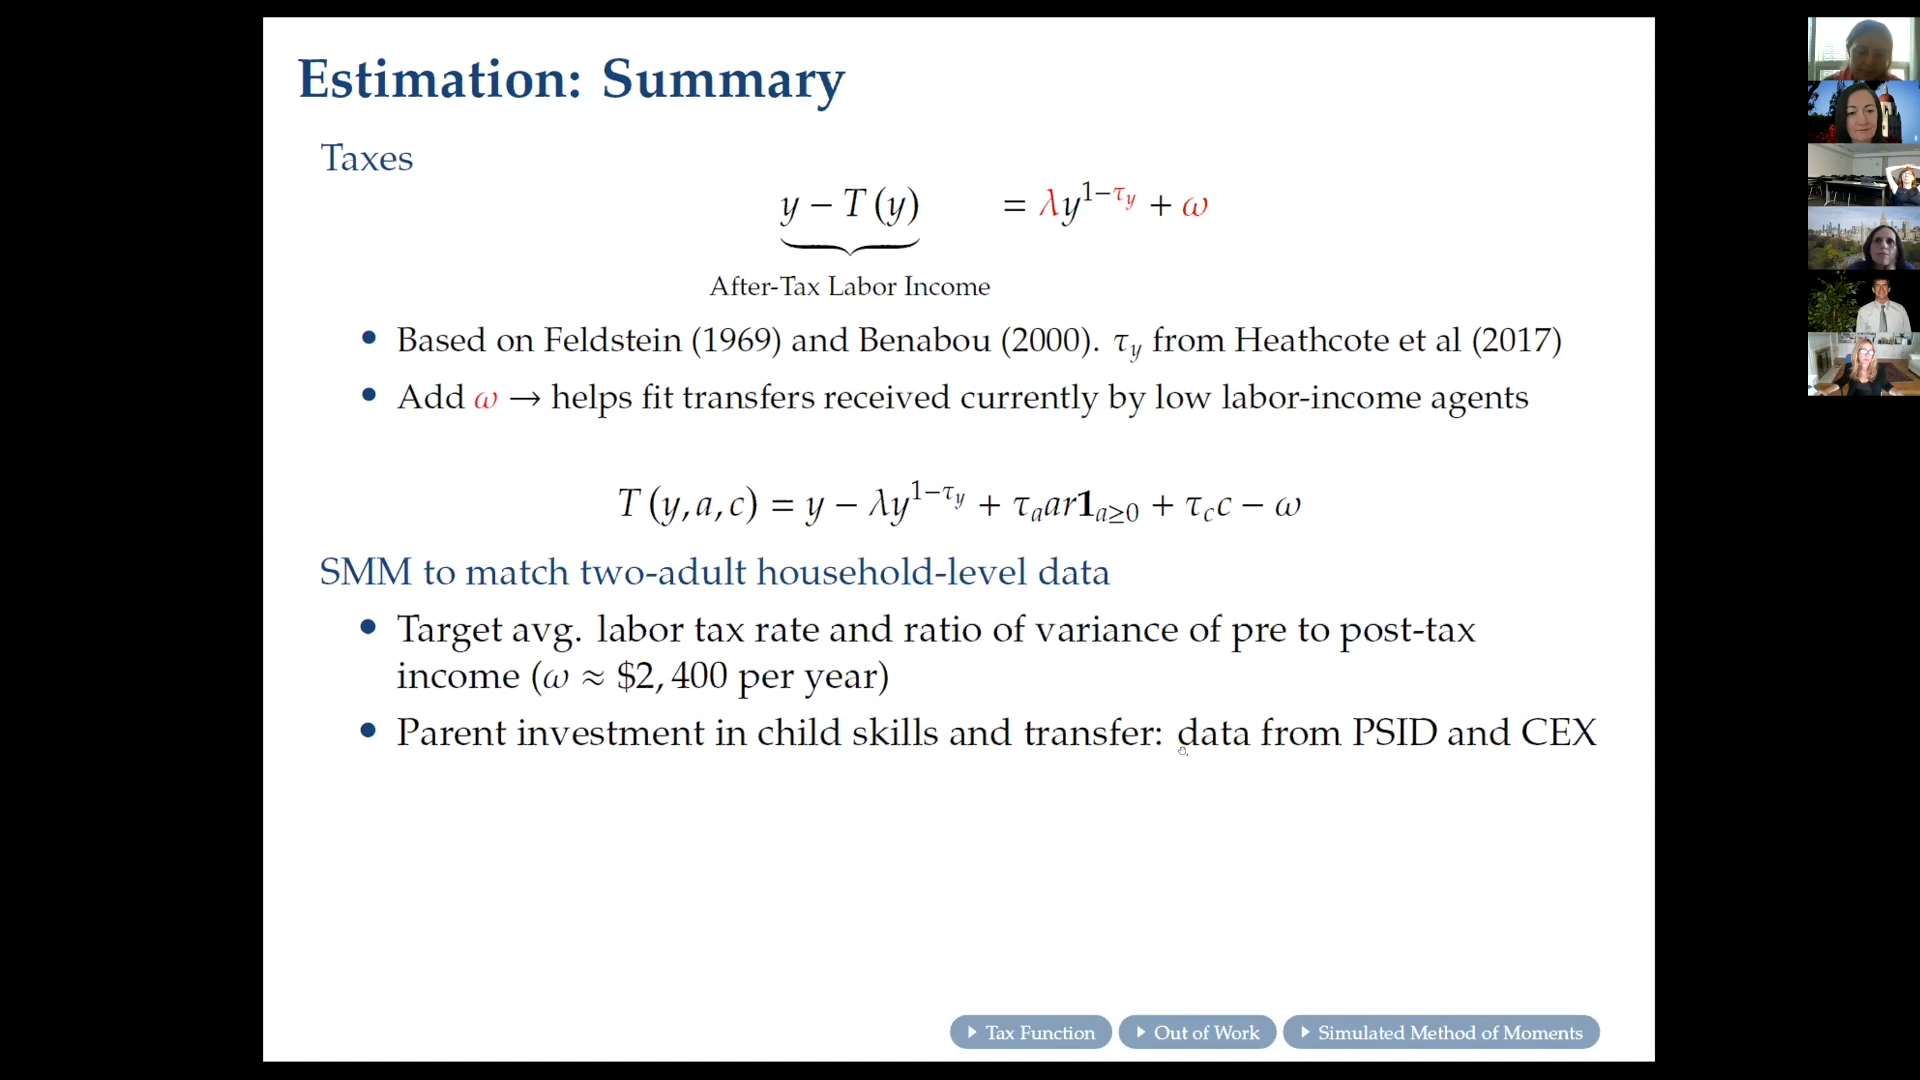 Estimation: Summary
Taxes
y − T (y) = λy^{1−τ_y} + ω
After-Tax Labor Income
• Based on Feldstein (1969) and Benabou (2000). τ_y from Heathcote et al (2017)
• Add ω → helps fit transfers received currently by low labor-income agents
T (y, a, c) = y − λy^{1−τ_y} + τ_a ar1_{a≥0} + τ_c c − ω
SMM to match two-adult household-level data
• Target avg. labor tax rate and ratio of variance of pre to post-tax
income (ω ≈ $2, 400 per year)
• Parent investment in child skills and transfer: data from PSID and CEX
Tax Function
Out of Work
Simulated Method of Moments